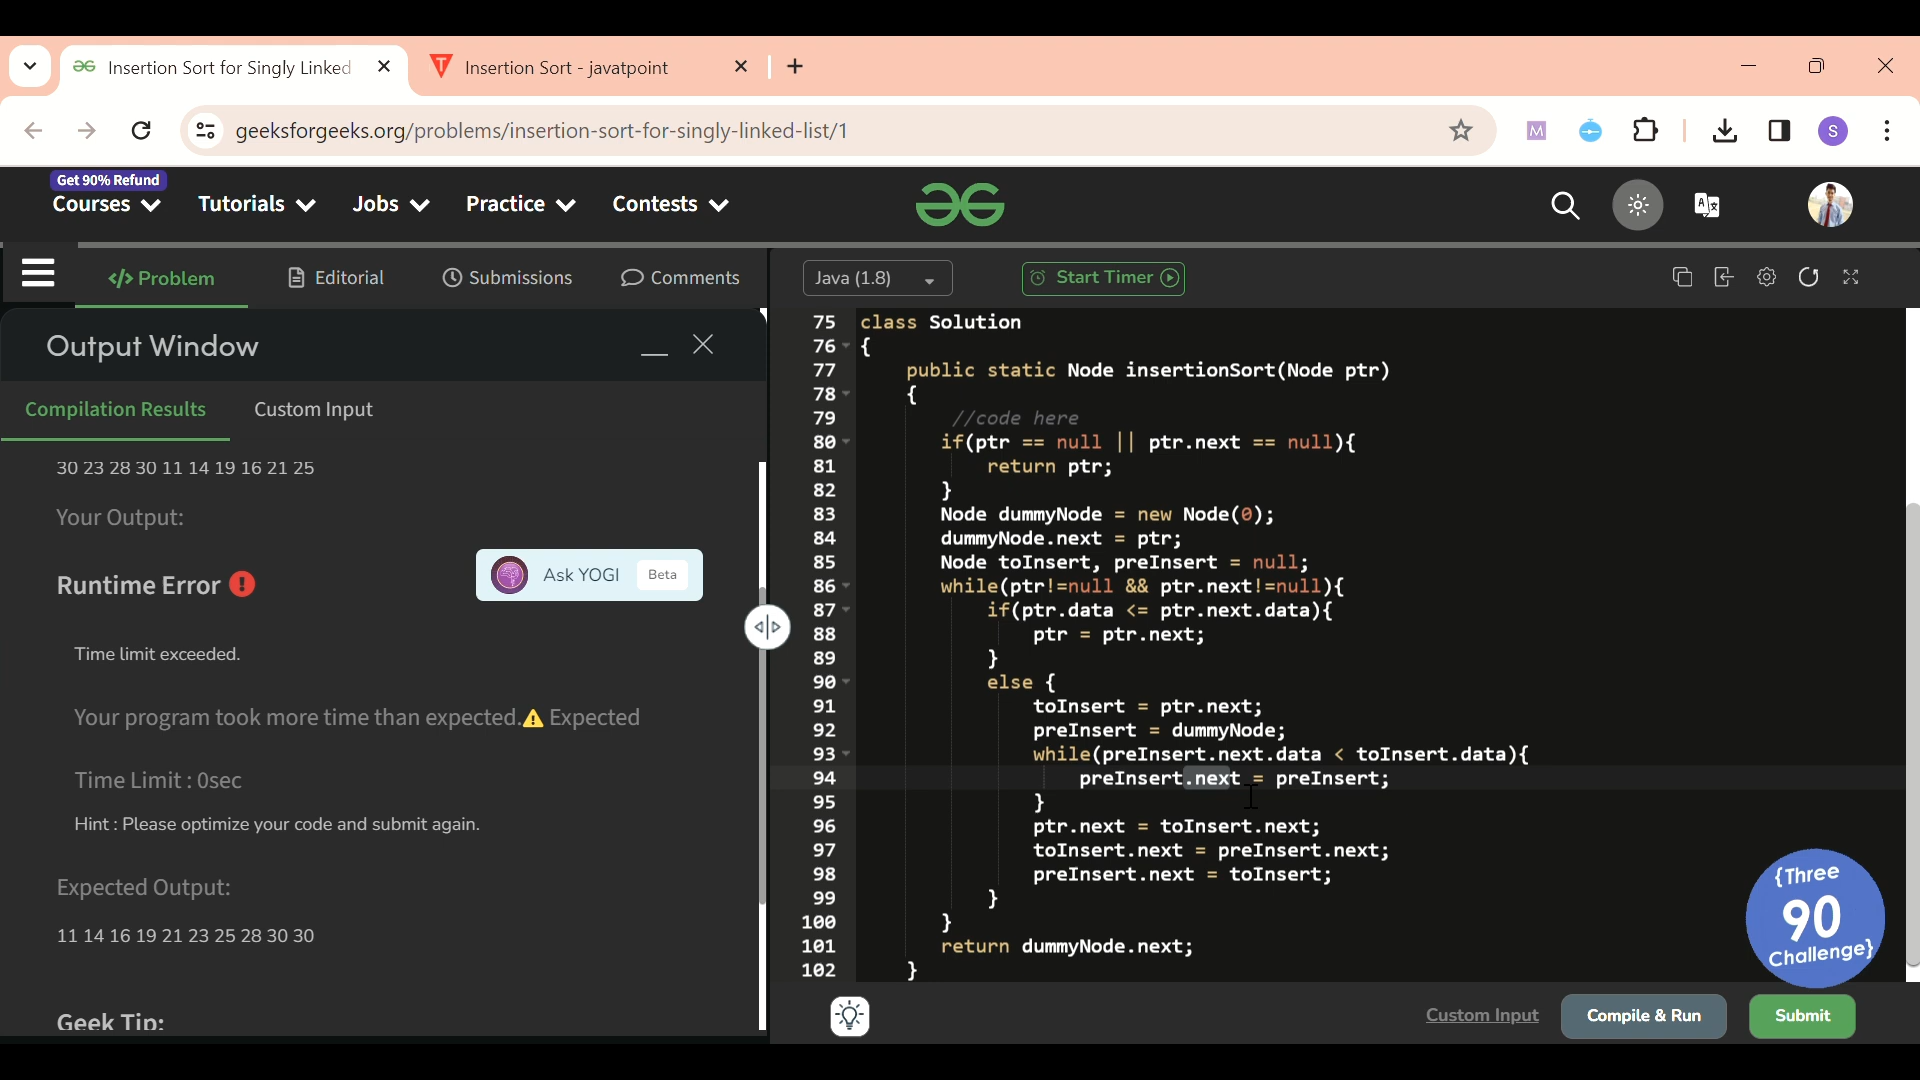 Insertion Sort for Singly Linked
Insertion Sort - javatpoint
geeksforgeeks.org/problems/insertion-sort-for-singly-linked-list/1
M
S
Get 90% Refund
Courses
Tutorials
Jobs
Practice
Contests
</> Problem
Editorial
Submissions
Comments
Java (1.8)
Start Timer
Output Window
Compilation Results
Custom Input
30 23 28 30 11 14 19 16 21 25
Your Output:
Runtime Error
Ask YOGI
Beta
Time limit exceeded.
Your program took more time than expected. Expected
Time Limit : 0sec
Hint : Please optimize your code and submit again.
Expected Output:
11 14 16 19 21 23 25 28 30 30
Geek Tip:
75 class Solution
76 {
77 public static Node insertionSort(Node ptr)
78 {
79 //code here
80 if(ptr == null || ptr.next == null){
81 return ptr;
82 }
83 Node dummyNode = new Node(0);
84 dummyNode.next = ptr;
85 Node toInsert, preInsert = null;
86 while(ptr!=null && ptr.next!=null){
87 if(ptr.data <= ptr.next.data){
88 ptr = ptr.next;
89 }
90 else {
91 toInsert = ptr.next;
92 preInsert = dummyNode;
93 while(preInsert.next.data < toInsert.data){
94 preInsert.next = preInsert;
95 }
96 ptr.next = toInsert.next;
97 toInsert.next = preInsert.next;
98 preInsert.next = toInsert;
99 }
100 }
101 return dummyNode.next;
102 }
{Three
90
Challenge}
Custom Input
Compile & Run
Submit